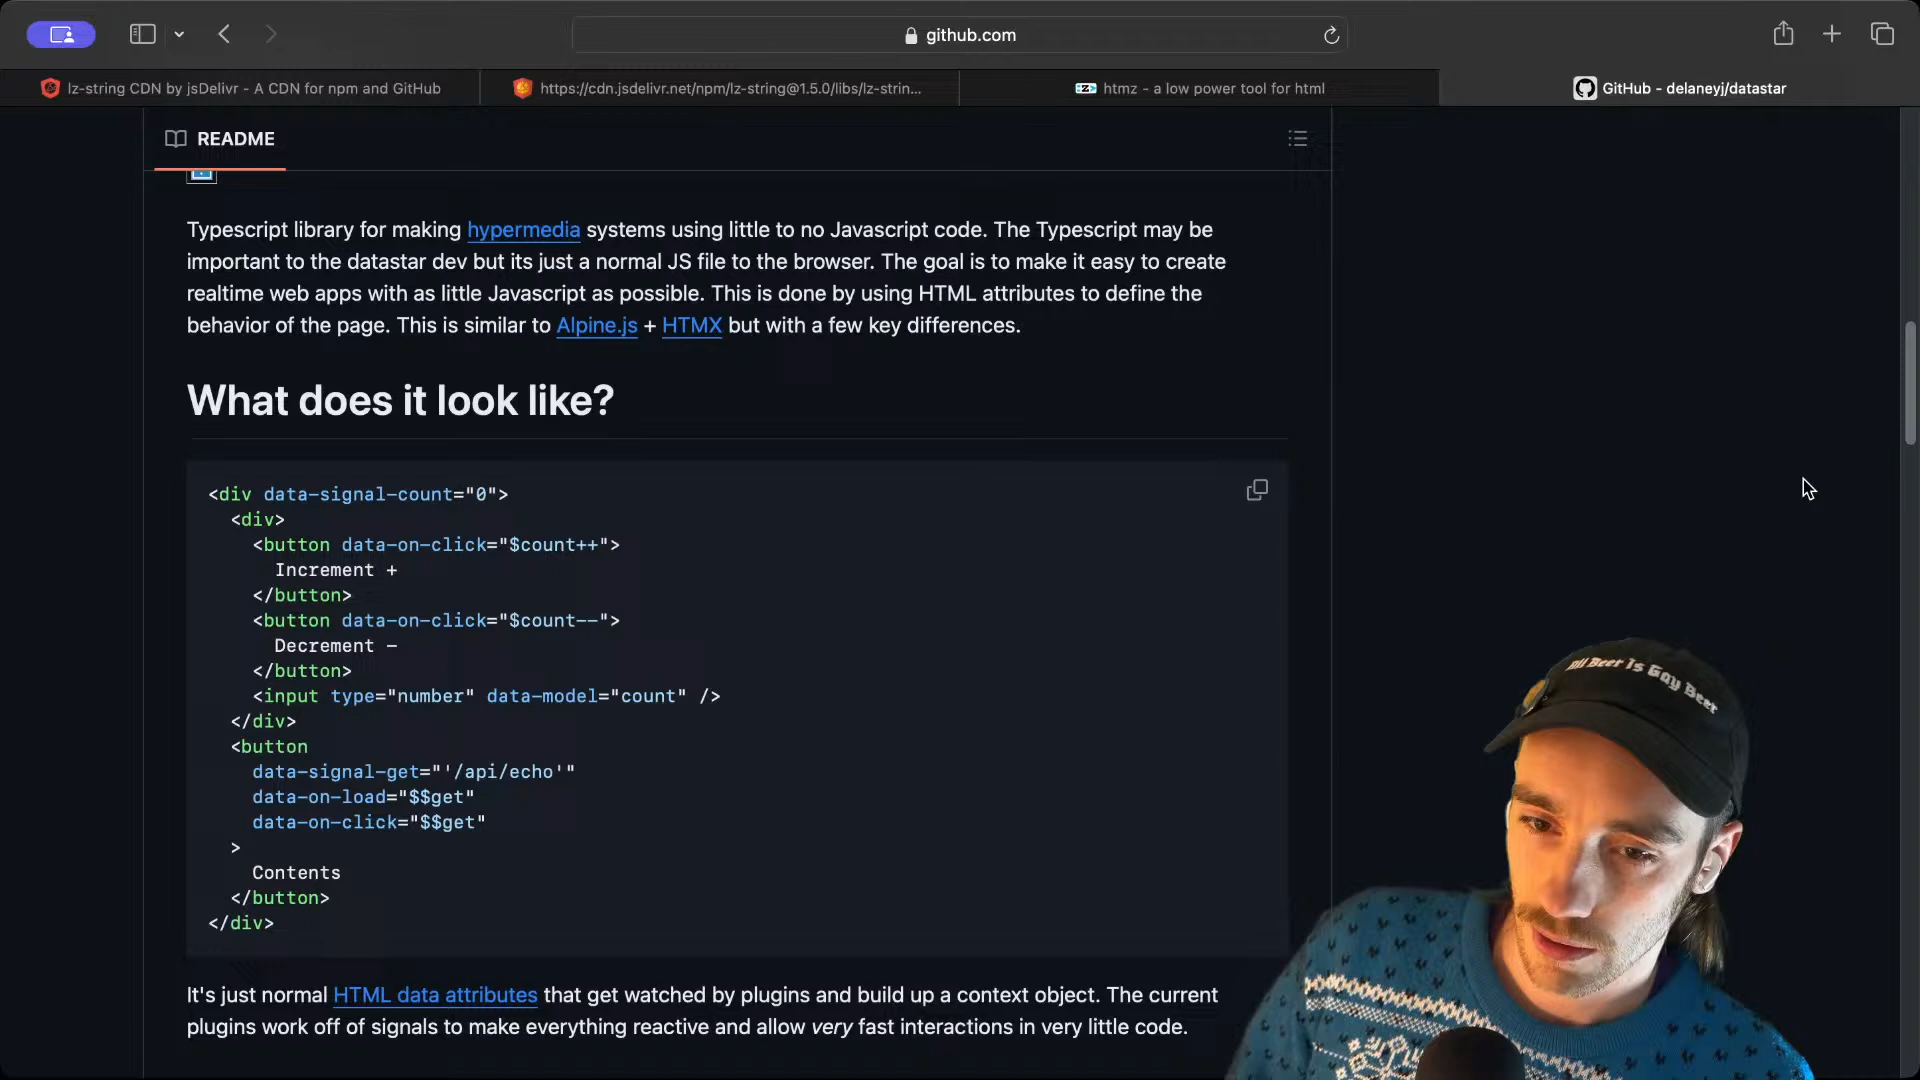 github.com
lz-string CDN by jsDelivr - A CDN for npm and GitHub
https://cdn.jsdelivr.net/npm/lz-string@1.5.0/libs/lz-strin...
htmz - a low power tool for html
GitHub - delaneyj/datastar
README
Typescript library for making hypermedia systems using little to no Javascript code. The Typescript may be
important to the datastar dev but its just a normal JS file to the browser. The goal is to make it easy to create
realtime web apps with as little Javascript as possible. This is done by using HTML attributes to define the
behavior of the page. This is similar to Alpine.js + HTMX but with a few key differences.
What does it look like?
<div data-signal-count="0">
<div>
<button data-on-click="$count++">
Increment +
</button>
<button data-on-click="$count--">
Decrement -
</button>
<input type="number" data-model="count" />
</div>
<button
data-signal-get="'/api/echo'"
data-on-load="$$get"
data-on-click="$$get"
>
Contents
</button>
</div>
It's just normal HTML data attributes that get watched by plugins and build up a context object. The current
plugins work off of signals to make everything reactive and allow very fast interactions in very little code.
All Beer Is Gay Beer